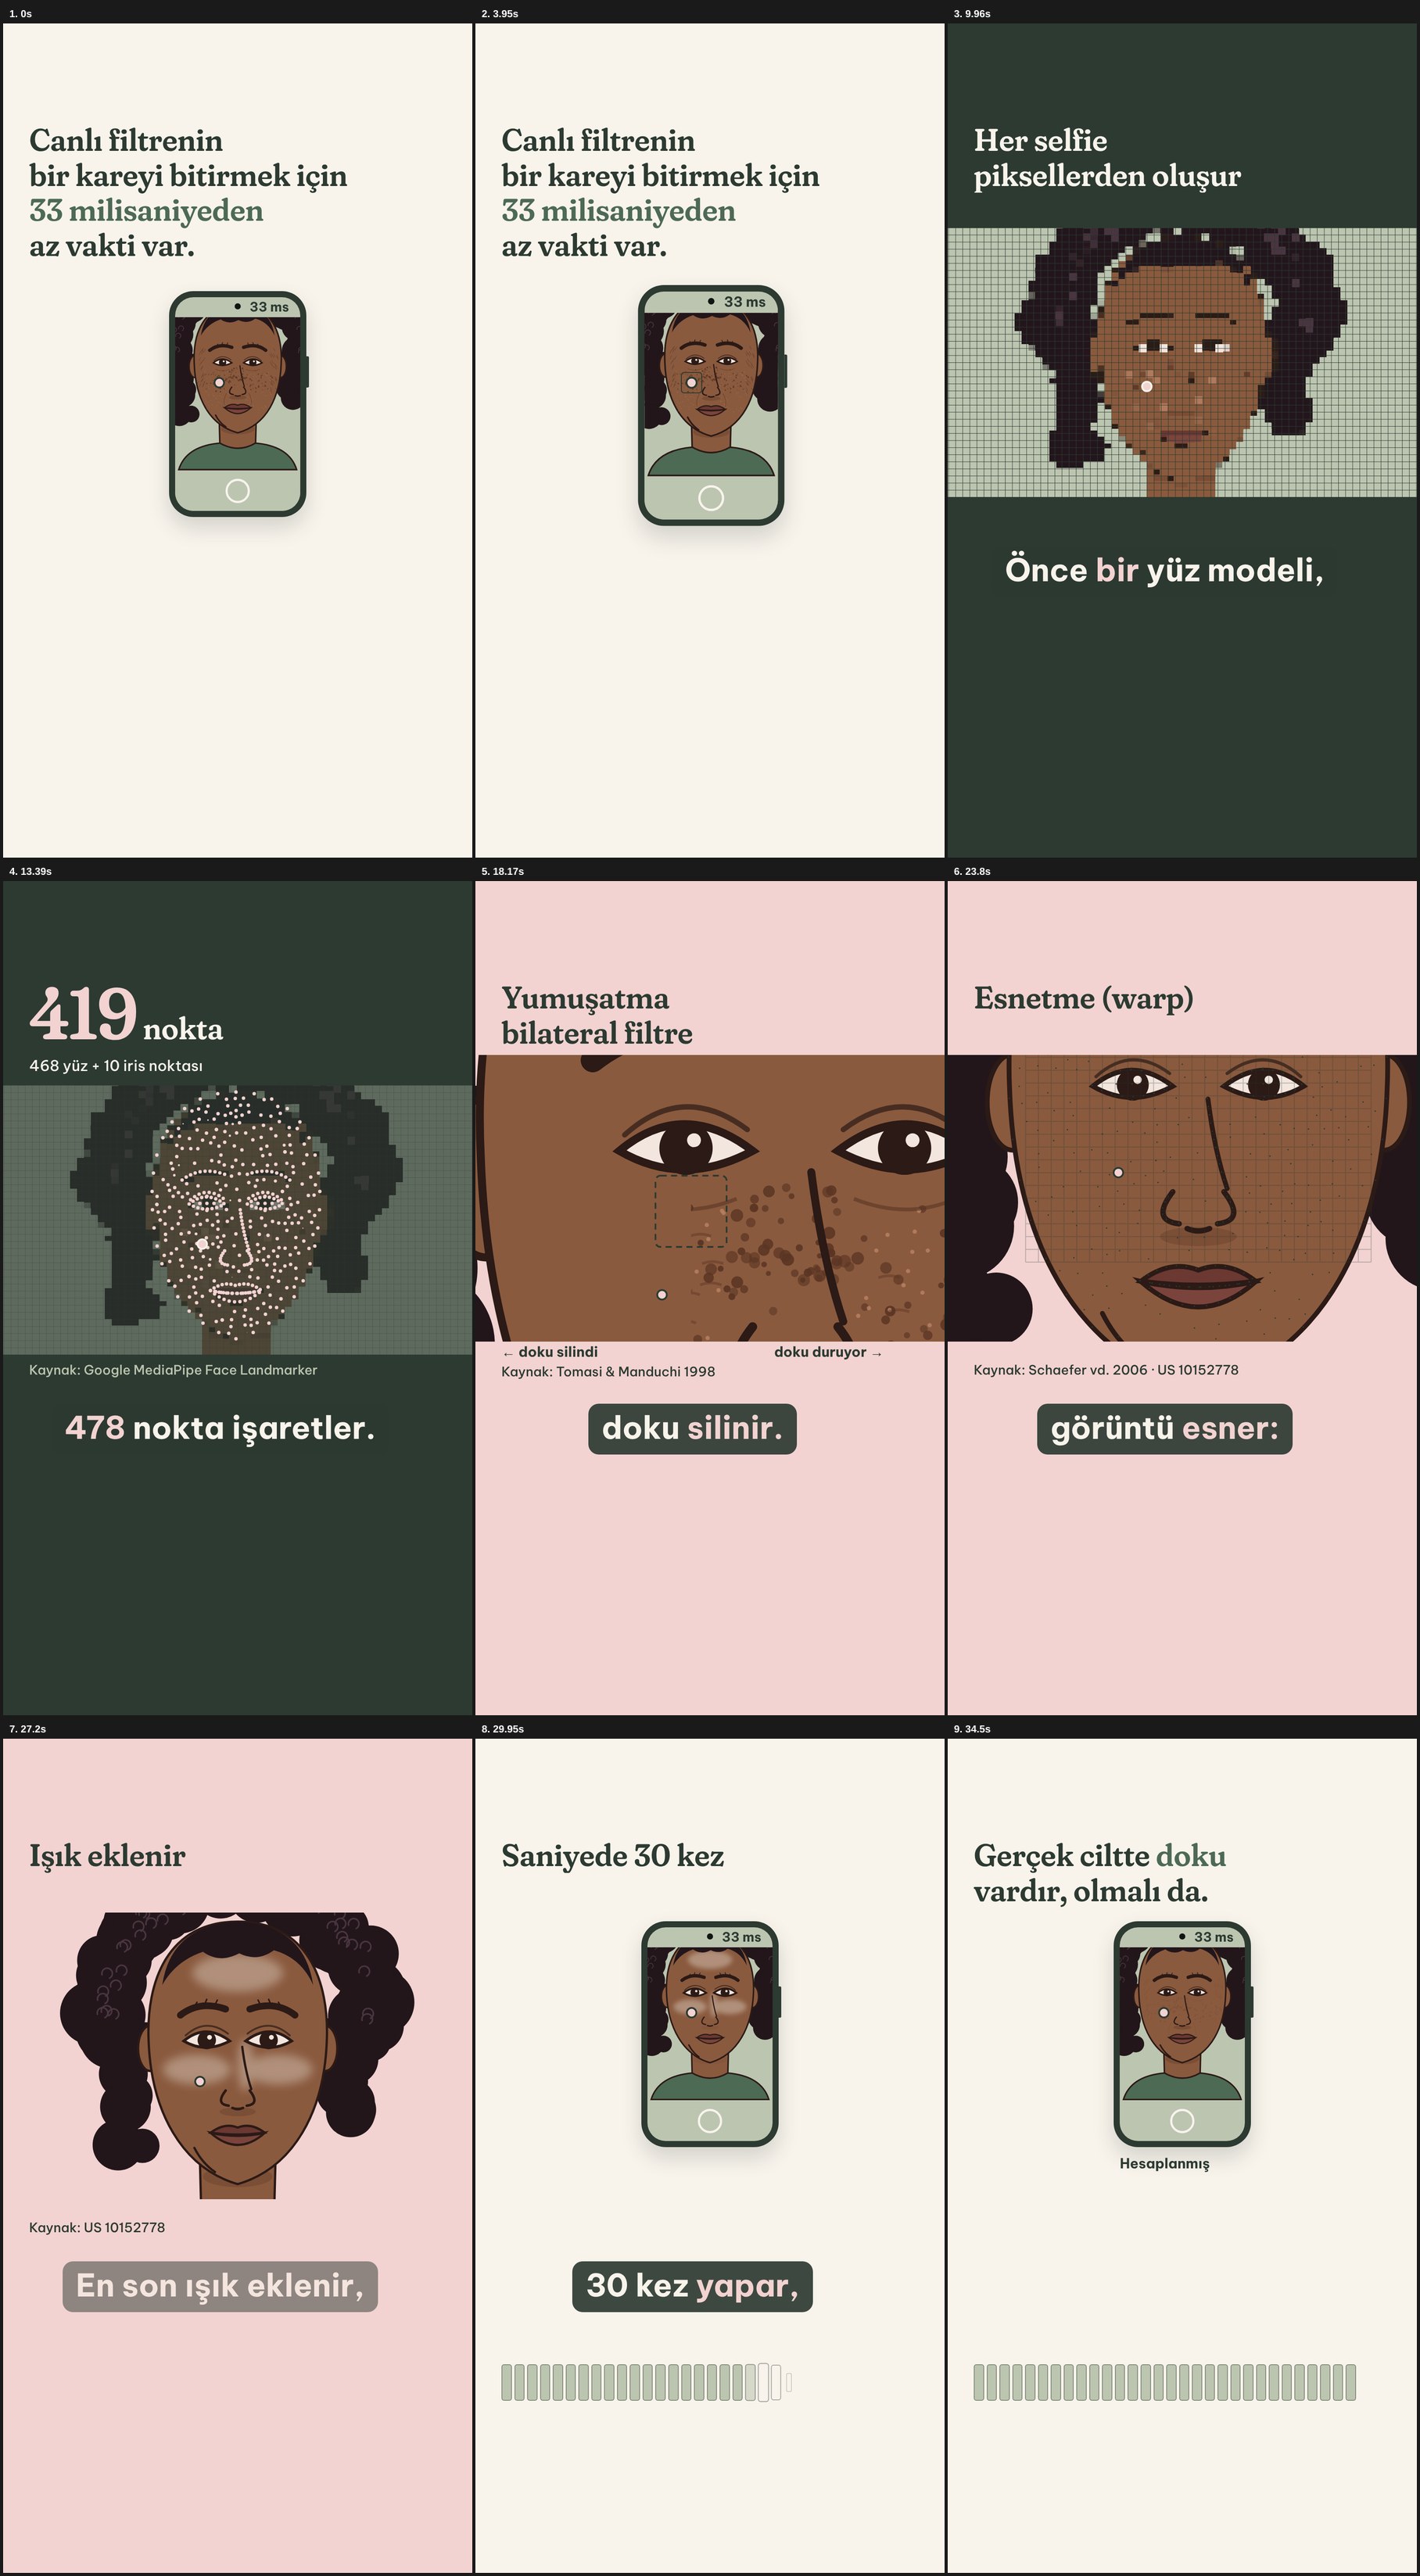 1. 0s
Canlı filtrenin
bir kareyi bitirmek için
33 milisaniyeden
az vakti var.
33 ms
2. 3.95s
Canlı filtrenin
bir kareyi bitirmek için
33 milisaniyeden
az vakti var.
33 ms
3. 9.96s
Her selfie
piksellerden oluşur
Önce bir yüz modeli,
4. 13.39s
419 nokta
468 yüz + 10 iris noktası
Kaynak: Google MediaPipe Face Landmarker
478 nokta işaretler.
5. 18.17s
Yumuşatma
bilateral filtre
← doku silindi
doku duruyor →
Kaynak: Tomasi & Manduchi 1998
doku silinir.
6. 23.8s
Esnetme (warp)
Kaynak: Schaefer vd. 2006 · US 10152778
görüntü esner:
7. 27.2s
Işık eklenir
Kaynak: US 10152778
En son ışık eklenir,
8. 29.95s
Saniyede 30 kez
33 ms
30 kez yapar,
9. 34.5s
Gerçek ciltte doku
vardır, olmalı da.
33 ms
Hesaplanmış